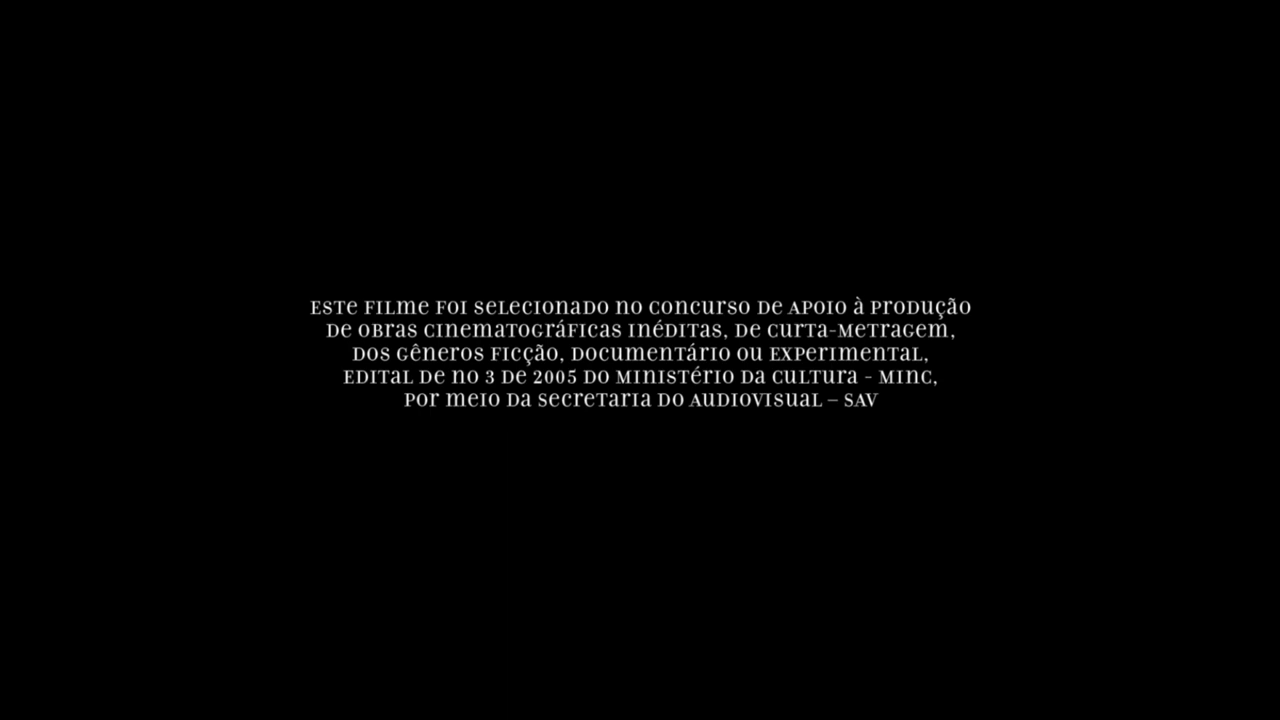 Este filme foi selecionado no concurso de apoio à produção
de obras cinematográficas inéditas, de curta-metragem,
dos gêneros ficção, documentário ou experimental,
edital de no 3 de 2005 do Ministério da Cultura - MinC,
por meio da Secretaria do Audiovisual – SAV